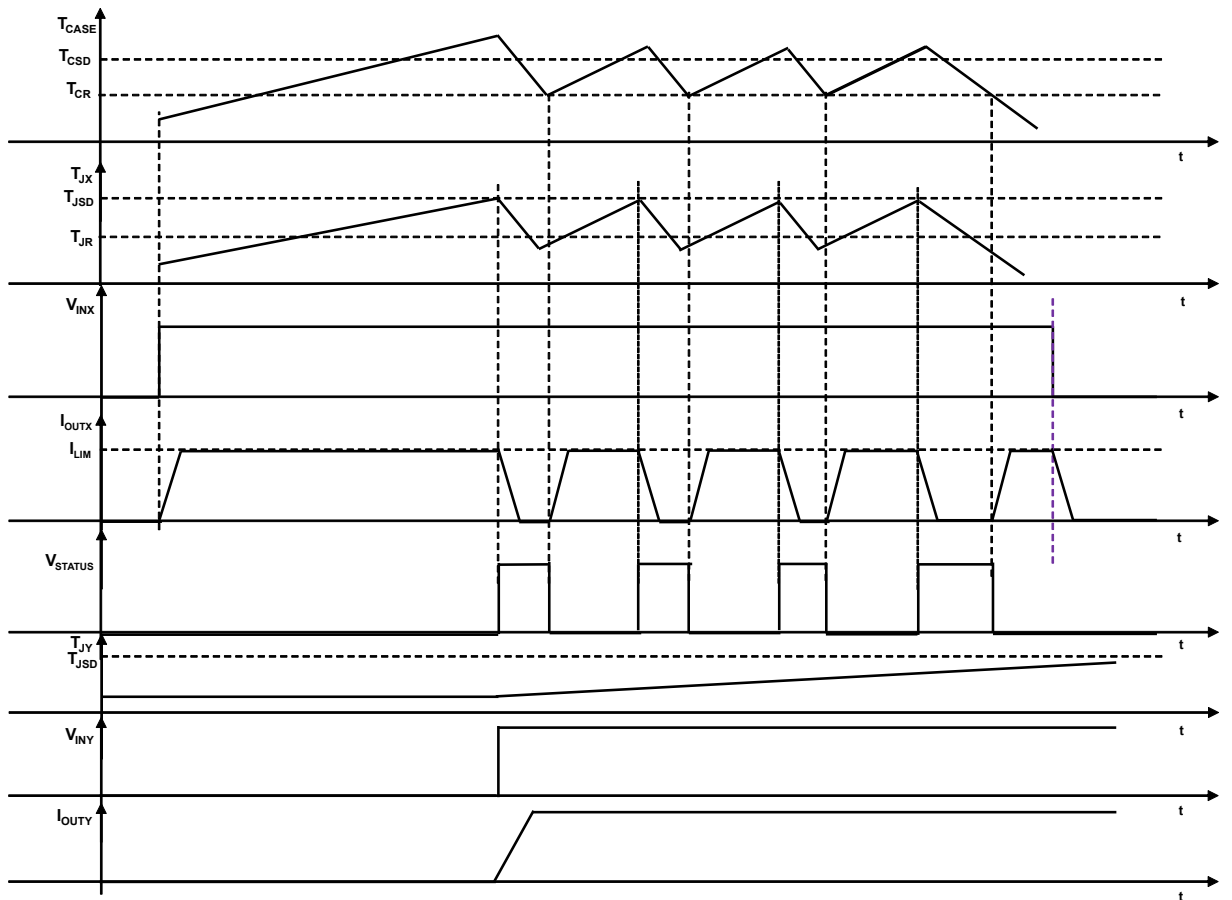 TCASE
TCSD
TCR
t
TJX
TJSD
TJR
t
VINX
t
IOUTX
ILIM
t
VSTATUS
t
TJY
TJSD
t
VINY
t
IOUTY
t